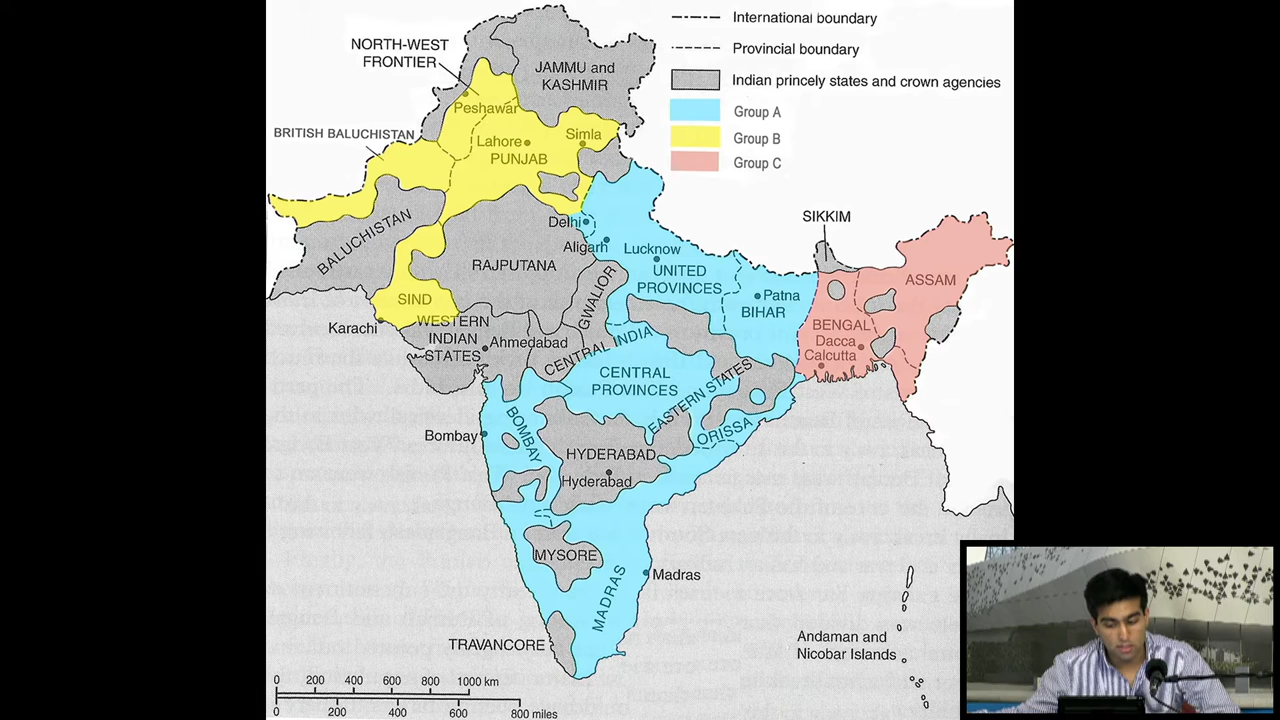 International boundary
Provincial boundary
Indian princely states and crown agencies
Group A
Group B
Group C
NORTH-WEST
FRONTIER
JAMMU and
KASHMIR
Peshawar
BRITISH BALUCHISTAN
Lahore
PUNJAB
Simla
BALUCHISTAN
Delhi
Aligarh
Lucknow
UNITED
PROVINCES
SIKKIM
RAJPUTANA
GWALIOR
Patna
BIHAR
ASSAM
SIND
Karachi
WESTERN
INDIAN
STATES
Ahmedabad
CENTRAL INDIA
BENGAL
Dacca
Calcutta
CENTRAL
PROVINCES
EASTERN STATES
ORISSA
BOMBAY
Bombay
HYDERABAD
Hyderabad
MYSORE
MADRAS
Madras
TRAVANCORE
Andaman and
Nicobar Islands
0 200 400 600 800 1000 km
0 200 400 600 800 miles